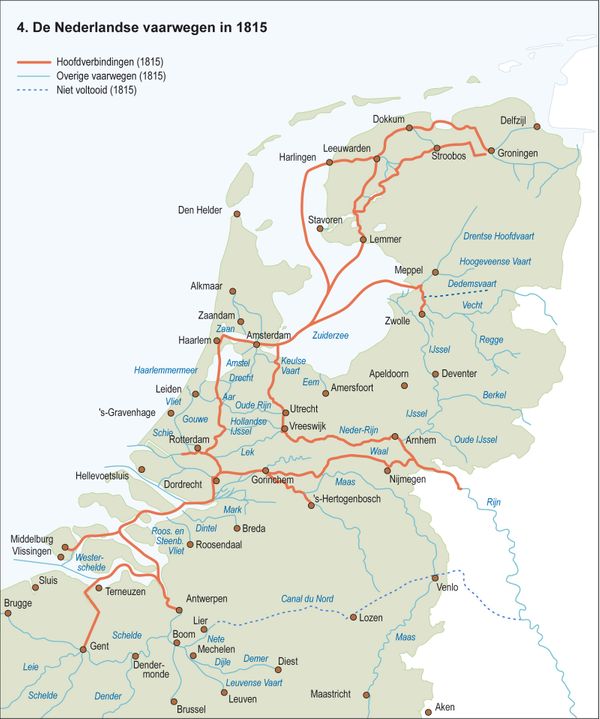 4. De Nederlandse vaarwegen in 1815
Hoofdverbindingen (1815)
Overige vaarwegen (1815)
Niet voltooid (1815)
Dokkum
Delfzijl
Leeuwarden
Harlingen
Stroobos
Groningen
Den Helder
Stavoren
Lemmer
Drentse Hoofdvaart
Hoogeveense Vaart
Meppel
Dedemsvaart
Alkmaar
Vecht
Zaandam
Zaan
Zwolle
Haarlem
Amsterdam
Zuiderzee
Regge
IJssel
Amstel
Keulse
Vaart
Haarlemmermeer
Drecht
Eem
Amersfoort
Apeldoorn
Deventer
Leiden
Vliet
Aar
Oude Rijn
Berkel
's-Gravenhage
Gouwe
Hollandse
IJssel
Utrecht
Vreeswijk
IJssel
Schie
Neder-Rijn
Arnhem
Oude IJssel
Rotterdam
Lek
Waal
Hellevoetsluis
Dordrecht
Gorinchem
Maas
Nijmegen
's-Hertogenbosch
Rijn
Mark
Middelburg
Vlissingen
Roos. en
Steenb.
Vliet
Dintel
Breda
Roosendaal
Wester-
schelde
Sluis
Terneuzen
Venlo
Brugge
Antwerpen
Canal du Nord
Lier
Lozen
Schelde
Boom
Nete
Mechelen
Maas
Gent
Leie
Dender-
monde
Dijle
Demer
Diest
Schelde
Dender
Leuvense Vaart
Leuven
Maastricht
Brussel
Aken